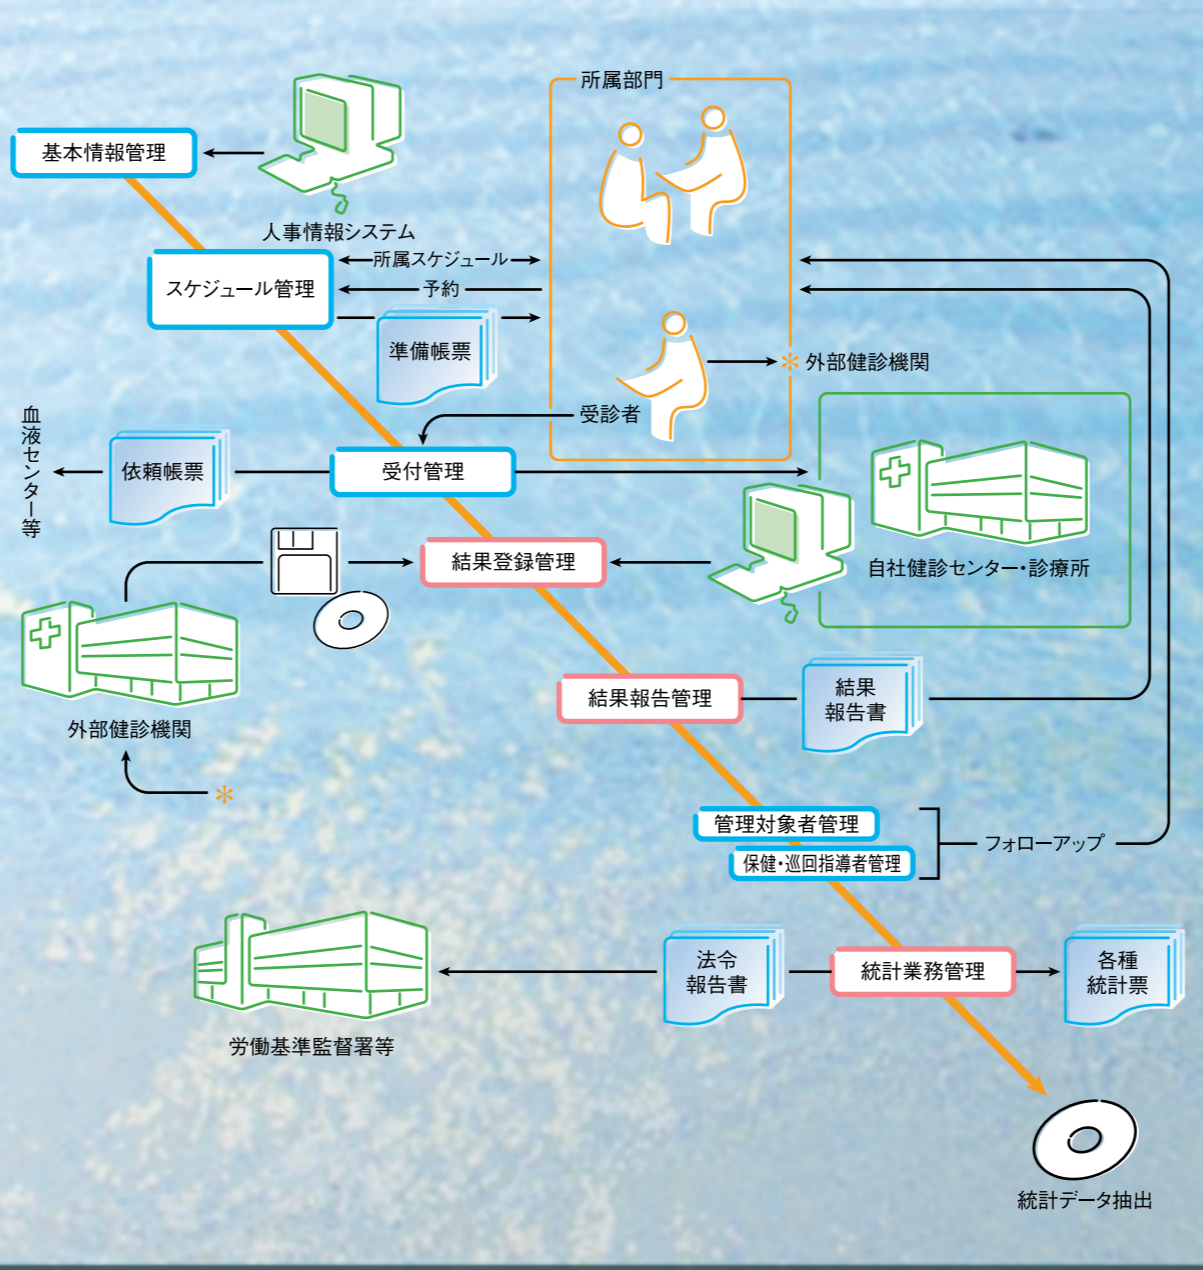 所属部門
基本情報管理
人事情報システム
所属スケジュール
スケジュール管理
予約
準備帳票
＊外部健診機関
受診者
血液センター等
依頼帳票
受付管理
結果登録管理
自社健診センター・診療所
外部健診機関
＊
結果報告管理
結果
報告書
管理対象者管理
保健・巡回指導者管理
フォローアップ
法令
報告書
統計業務管理
各種
統計票
労働基準監督署等
統計データ抽出